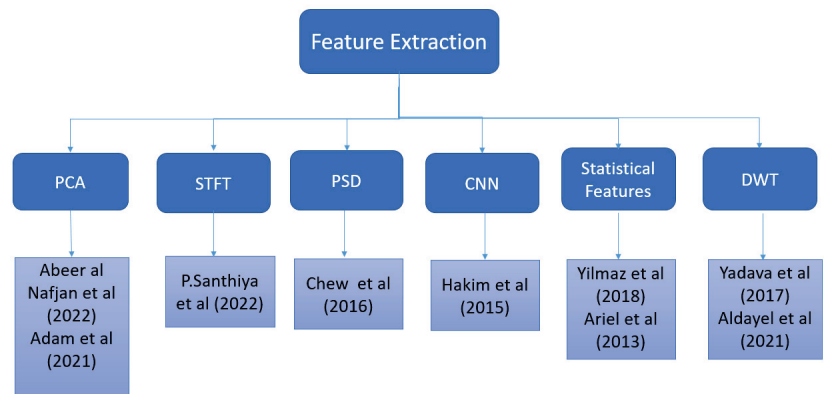 Feature Extraction
PCA
STFT
PSD
CNN
Statistical
Features
DWT
Abeer al
Nafjan et al
(2022)
Adam et al
(2021)
P.Santhiya
et al (2022)
Chew et al
(2016)
Hakim et al
(2015)
Yilmaz et al
(2018)
Ariel et al
(2013)
Yadava et al
(2017)
Aldayel et al
(2021)